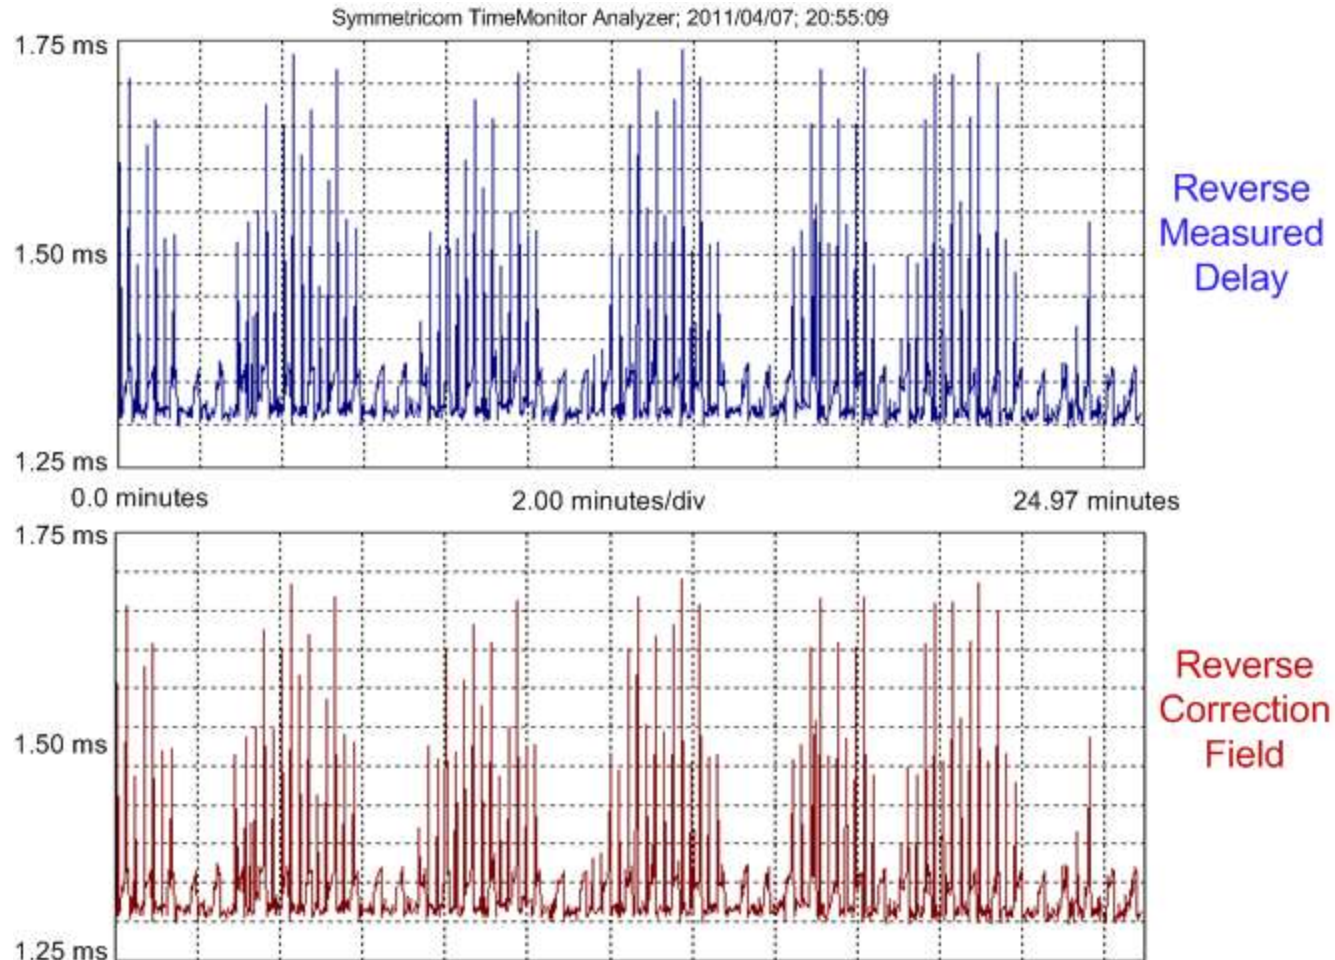 Symmetricom TimeMonitor Analyzer; 2011/04/07; 20:55:09
1.75 ms
1.50 ms
1.25 ms
Reverse
Measured
Delay
0.0 minutes 2.00 minutes/div 24.97 minutes
1.75 ms
1.50 ms
1.25 ms
Reverse
Correction
Field